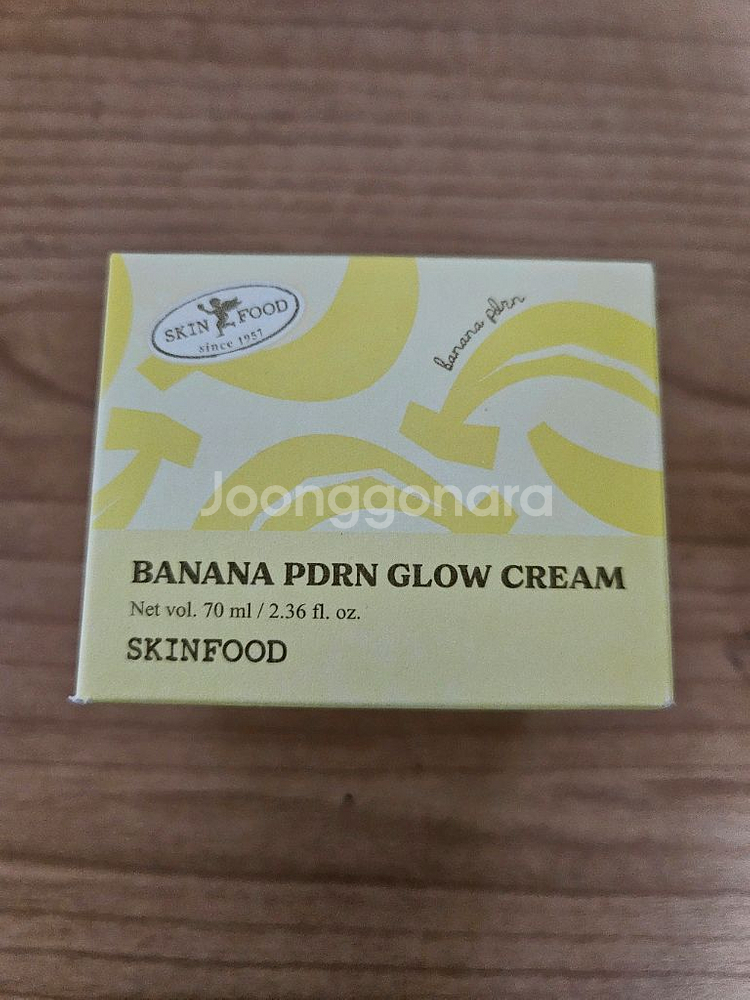 SKIN FOOD
since 1957
banana pdrn
Joonggonara
BANANA PDRN GLOW CREAM
Net vol. 70 ml / 2.36 fl. oz.
SKINFOOD